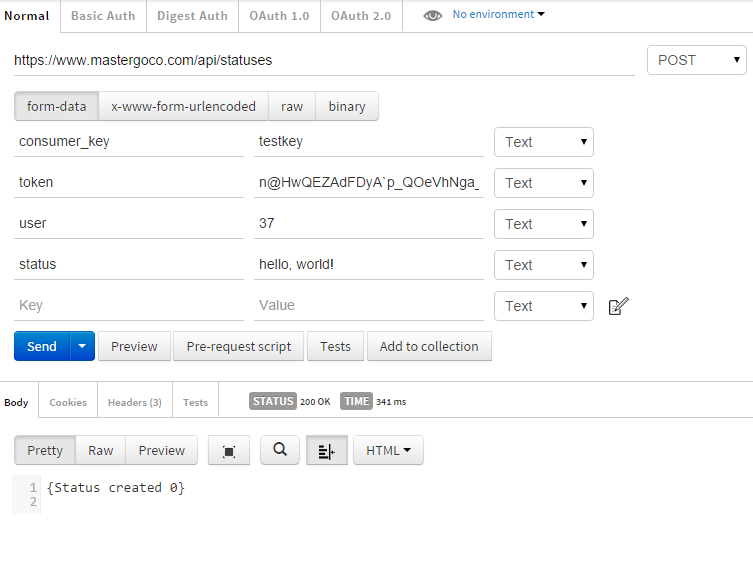 Normal Basic Auth Digest Auth OAuth 1.0 OAuth 2.0 No environment
https://www.mastergoco.com/api/statuses POST
form-data x-www-form-urlencoded raw binary
consumer_key testkey Text
token n@HwQEZAdFDyA`p_QOeVhNga_ Text
user 37 Text
status hello, world! Text
Key Value Text
Send Preview Pre-request script Tests Add to collection
Body Cookies Headers (3) Tests STATUS 200 OK TIME 341 ms
Pretty Raw Preview HTML
1 {Status created 0}
2